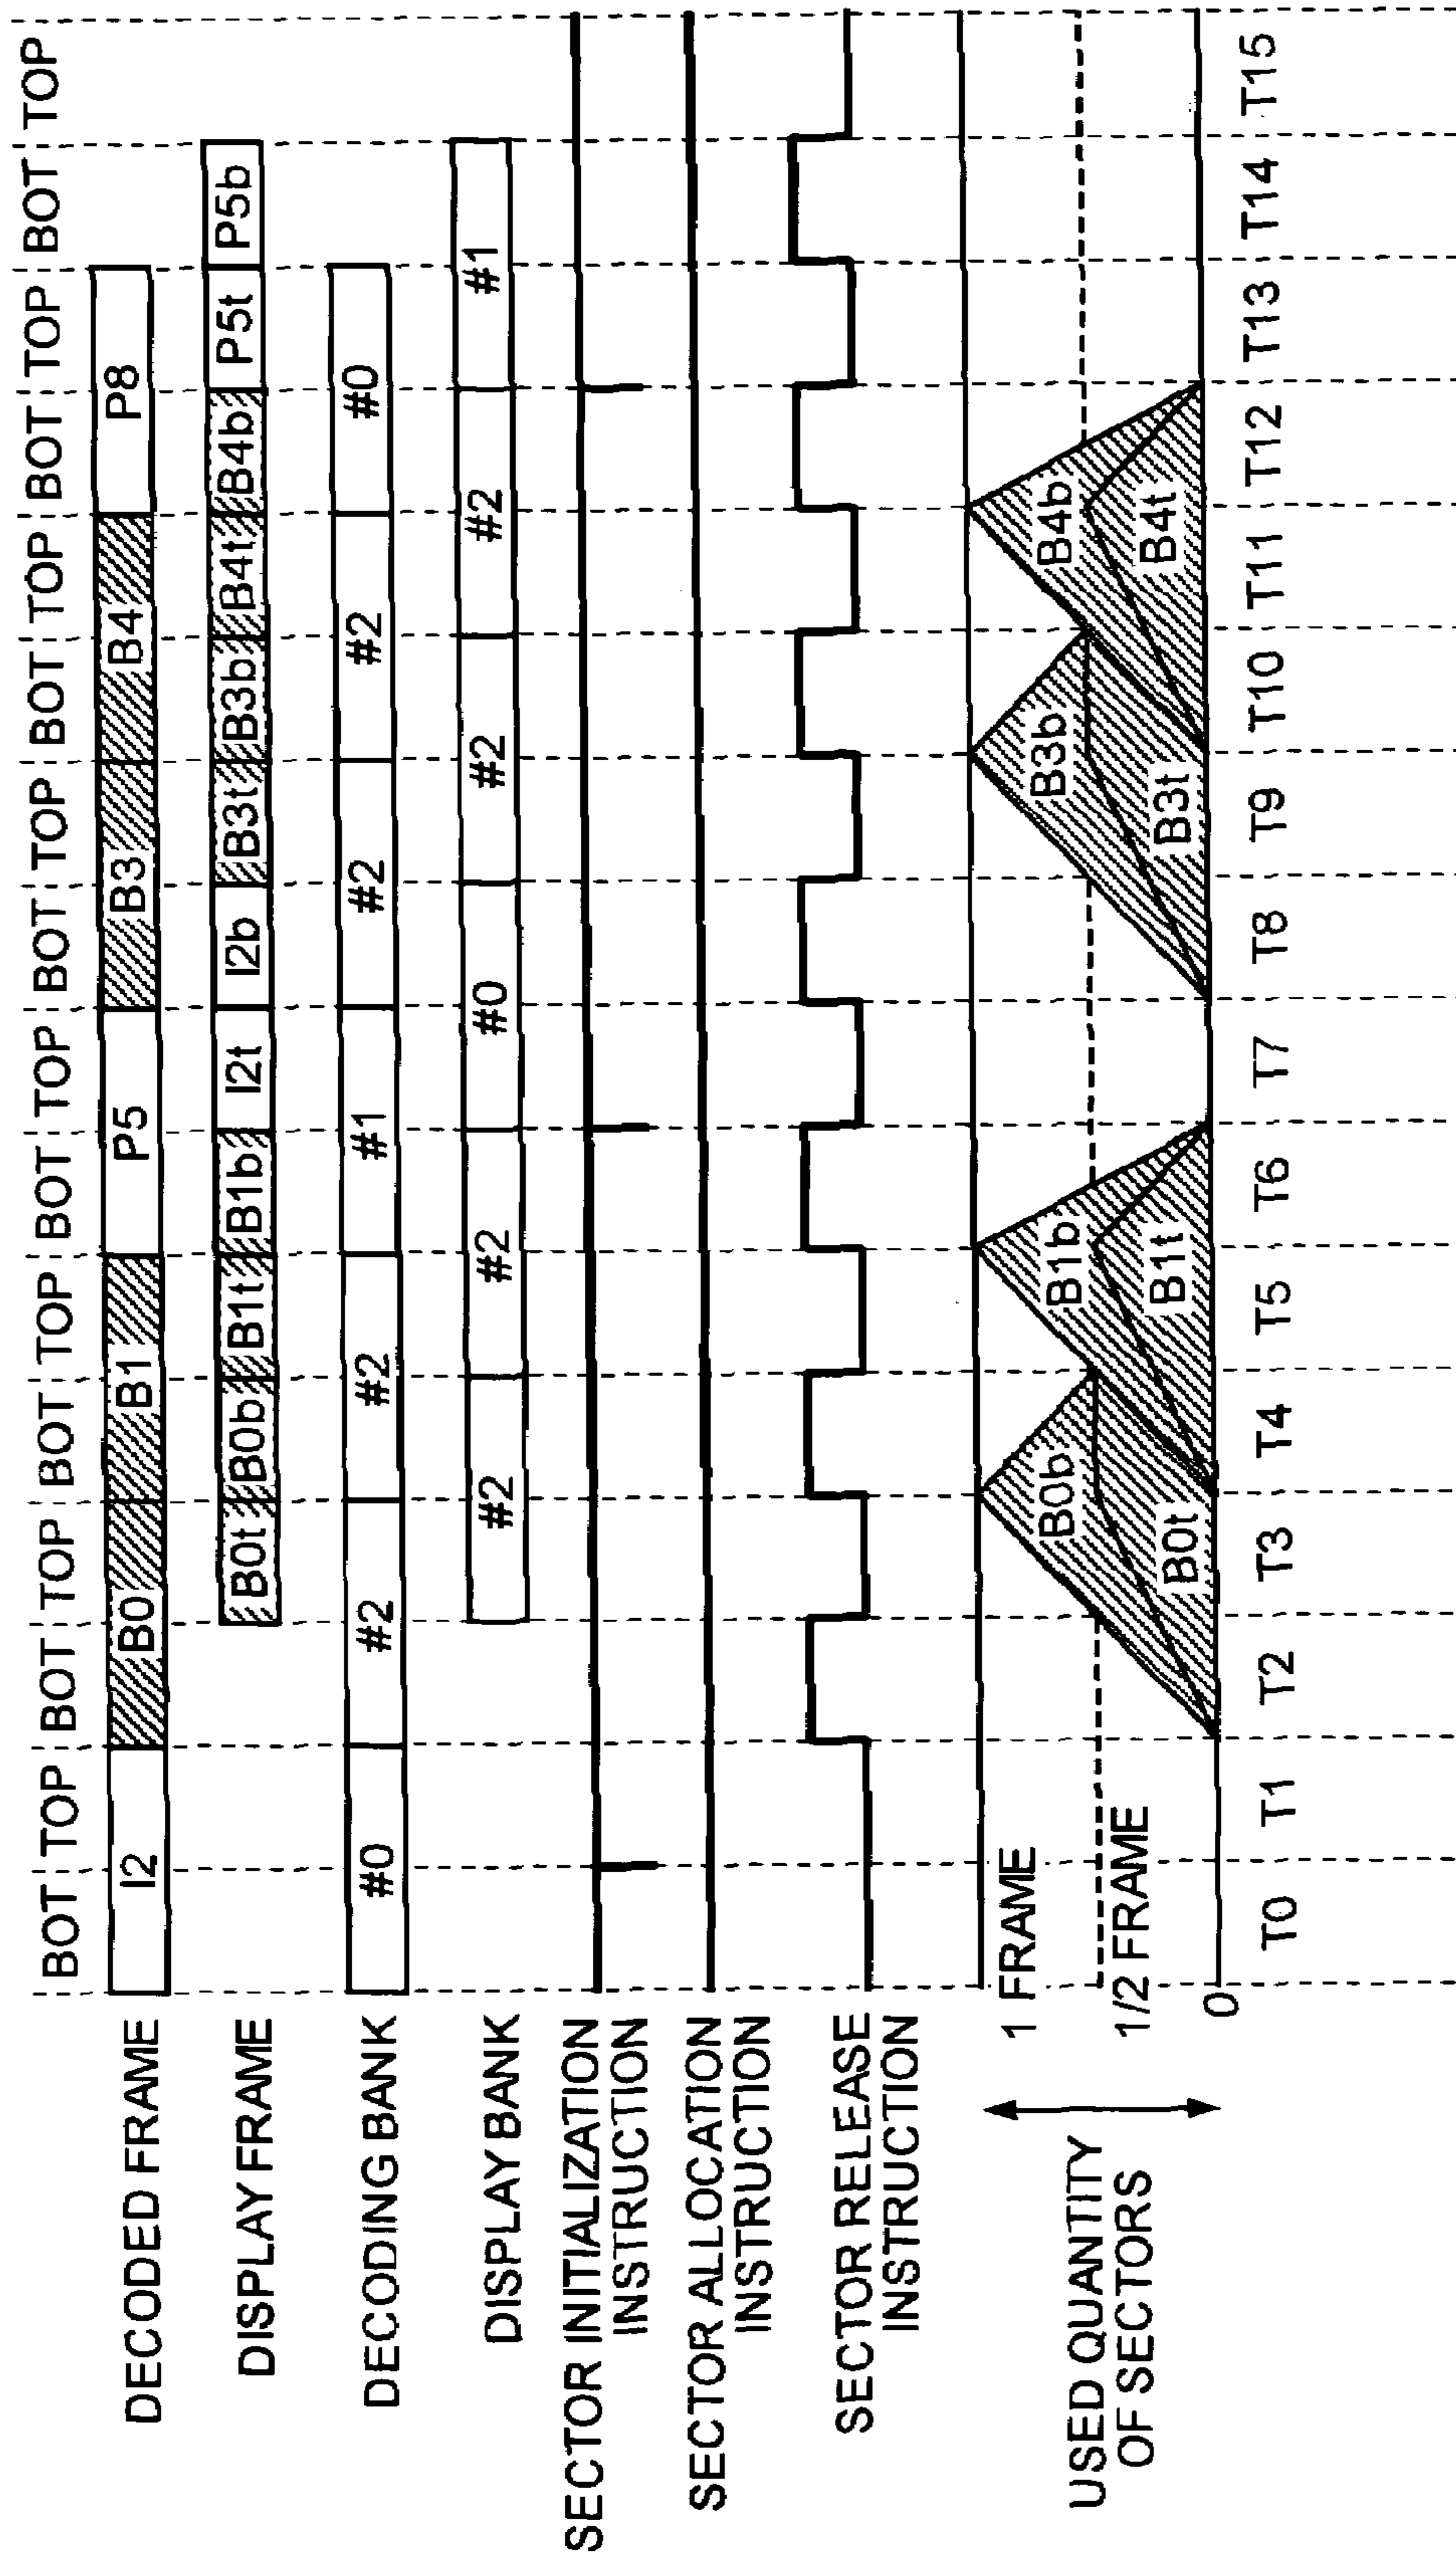 BOT TOP BOT TOP BOT TOP BOT TOP BOT TOP BOT TOP BOT TOP BOT TOP
DECODED FRAME I2 B0 B1 P5 B3 B4 P8
DISPLAY FRAME B0t B0b B1t B1b I2t I2b B3t B3b B4t B4b P5t P5b
DECODING BANK #0 #2 #2 #1 #2 #2 #0
DISPLAY BANK #2 #2 #0 #2 #2 #1
SECTOR INITIALIZATION
INSTRUCTION
SECTOR ALLOCATION
INSTRUCTION
SECTOR RELEASE
INSTRUCTION
USED QUANTITY
OF SECTORS
1 FRAME
1/2 FRAME
0
B0b B1b B3b B4b
B0t B1t B3t B4t
T0 T1 T2 T3 T4 T5 T6 T7 T8 T9 T10 T11 T12 T13 T14 T15